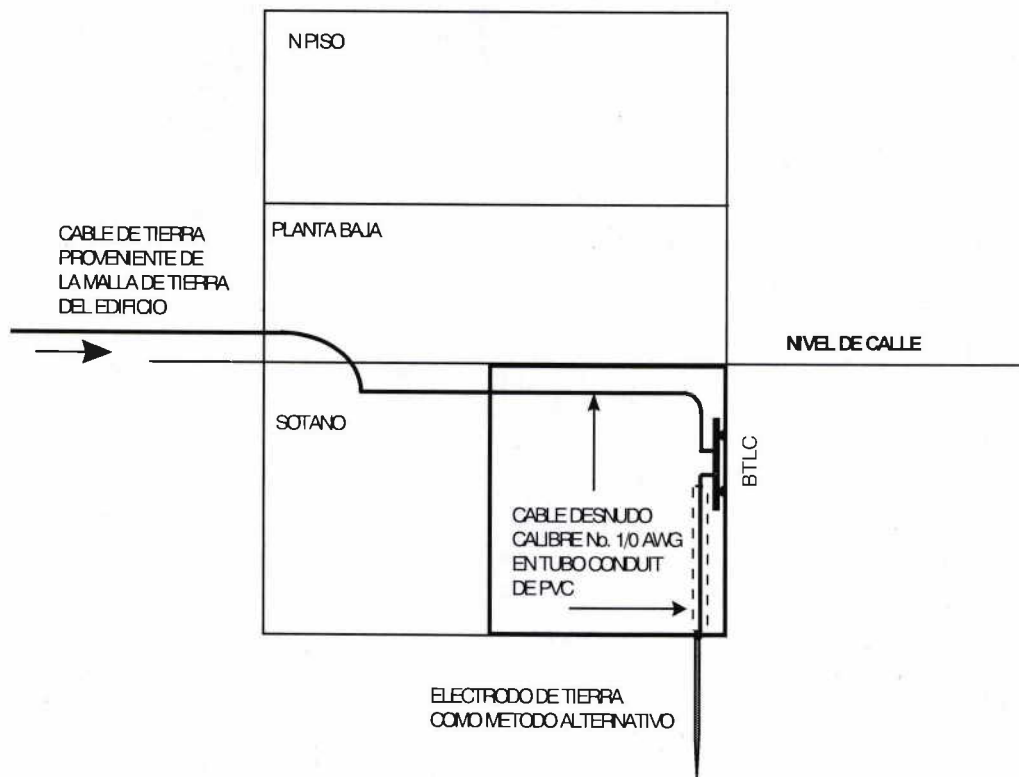 N PISO
PLANTA BAJA
CABLE DE TIERRA
PROVENIENTE DE
LA MALLA DE TIERRA
DEL EDIFICIO
NIVEL DE CALLE
SOTANO
BTLC
CABLE DESNUDO
CALIBRE No. 1/0 AWG
EN TUBO CONDUIT
DE PVC
ELECTRODO DE TIERRA
COMO METODO ALTERNATIVO